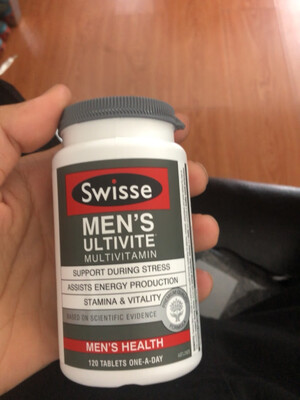 Swisse
MEN'S
ULTIVITE
MULTIVITAMIN
SUPPORT DURING STRESS
ASSISTS ENERGY PRODUCTION
STAMINA & VITALITY
BASED ON SCIENTIFIC EVIDENCE
MEN'S HEALTH
120 TABLETS ONE-A-DAY